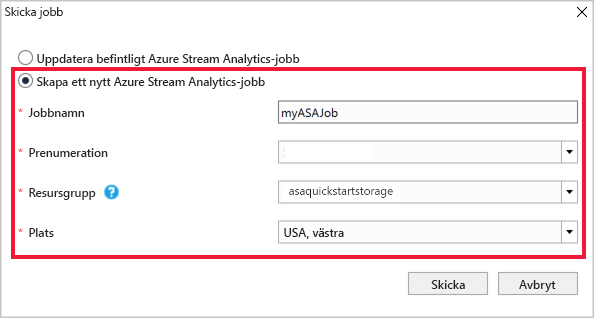 Skicka jobb
Uppdatera befintligt Azure Stream Analytics-jobb
Skapa ett nytt Azure Stream Analytics-jobb
* Jobbnamn myASAJob
* Prenumeration
* Resursgrupp ? asaquickstartstorage
* Plats USA, västra
Skicka Avbryt